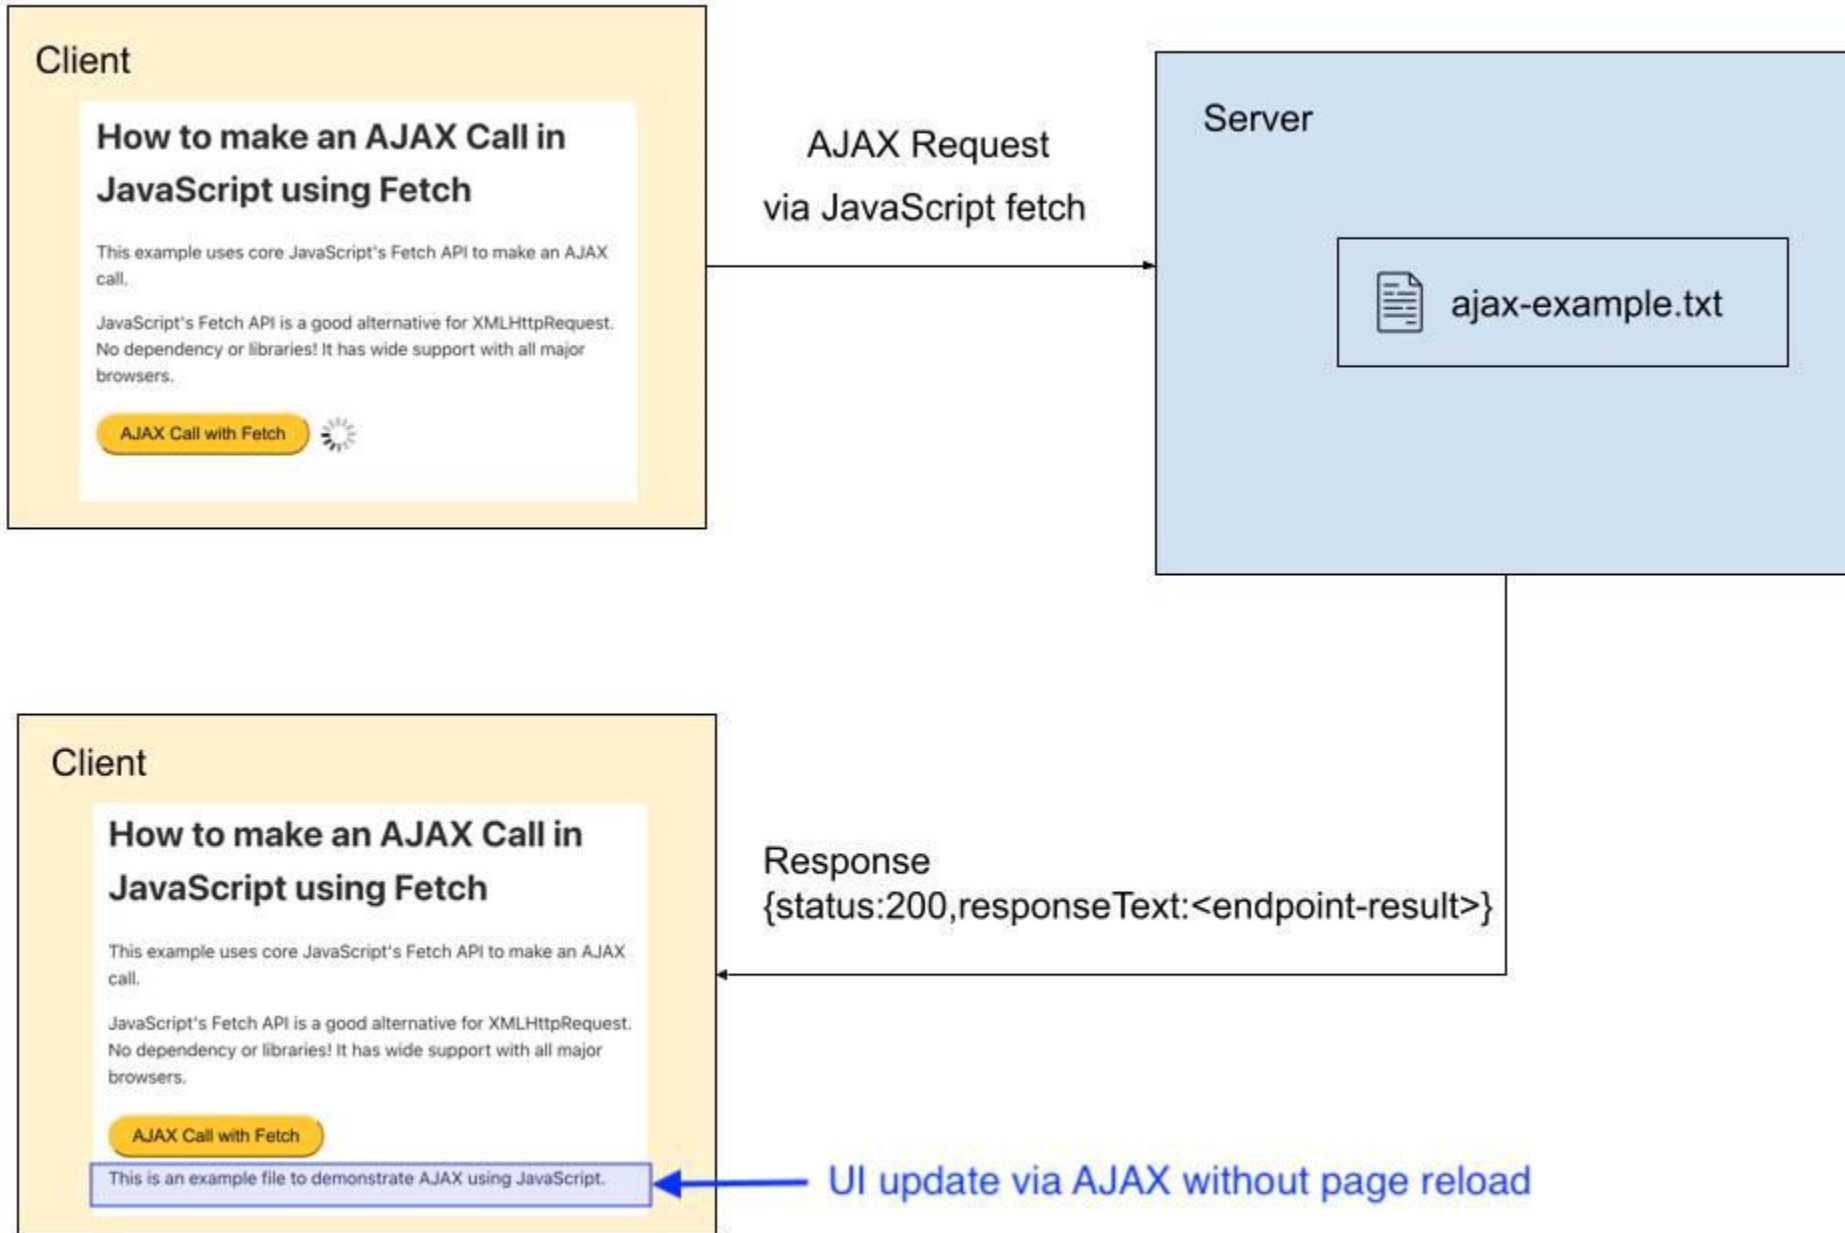 Client
How to make an AJAX Call in
JavaScript using Fetch
This example uses core JavaScript's Fetch API to make an AJAX
call.
JavaScript's Fetch API is a good alternative for XMLHttpRequest.
No dependency or libraries! It has wide support with all major
browsers.
AJAX Call with Fetch
AJAX Request
via JavaScript fetch
Server
ajax-example.txt
Client
How to make an AJAX Call in
JavaScript using Fetch
This example uses core JavaScript's Fetch API to make an AJAX
call.
JavaScript's Fetch API is a good alternative for XMLHttpRequest.
No dependency or libraries! It has wide support with all major
browsers.
AJAX Call with Fetch
This is an example file to demonstrate AJAX using JavaScript.
Response
{status:200,responseText:<endpoint-result>}
UI update via AJAX without page reload